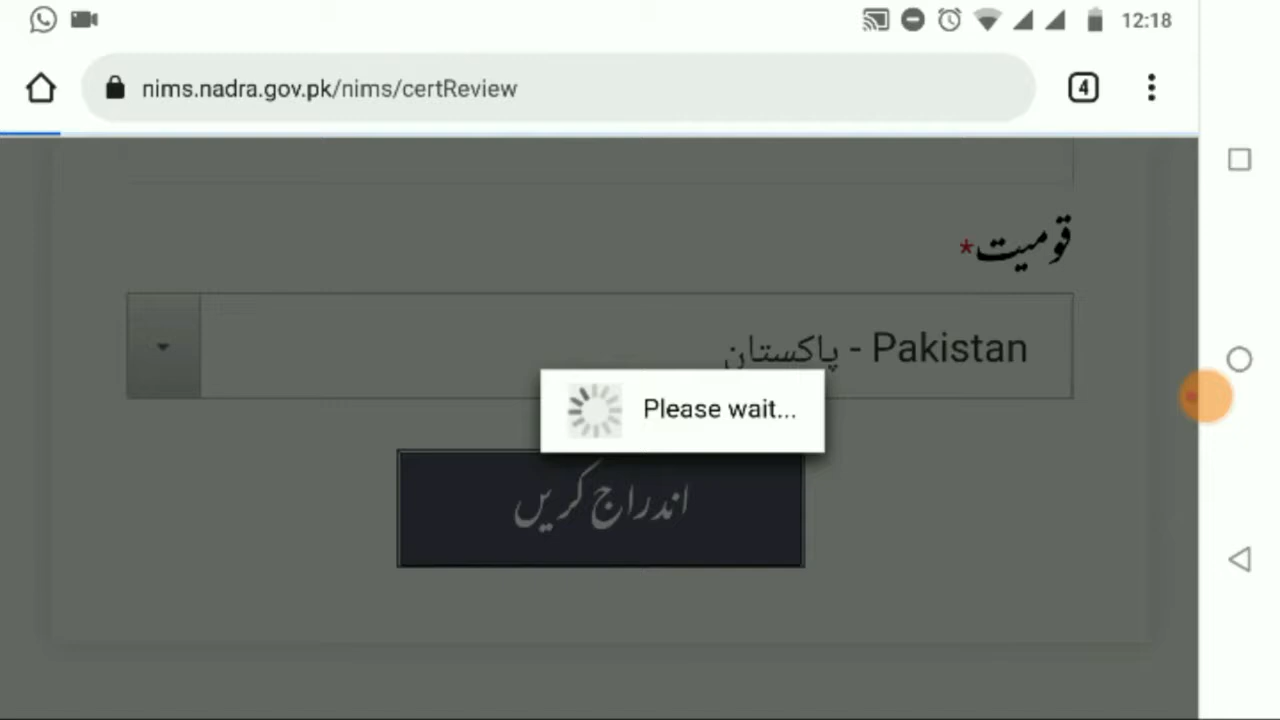 12:18
nims.nadra.gov.pk/nims/certReview
4
قومیت*
پاکستان - Pakistan
Please wait...
اندراج کریں